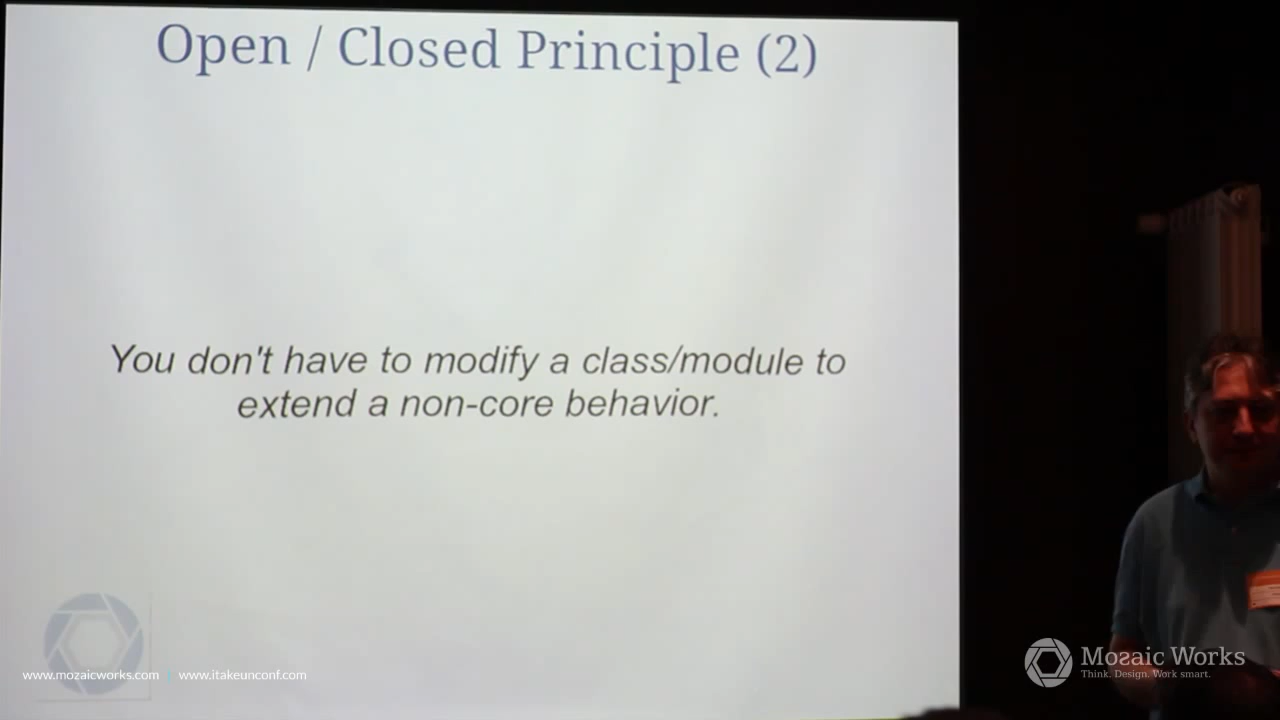 Open / Closed Principle (2)
You don't have to modify a class/module to
extend a non-core behavior.
www.mozaicworks.com | www.itakeunconf.com
Mozaic Works
Think. Design. Work smart.